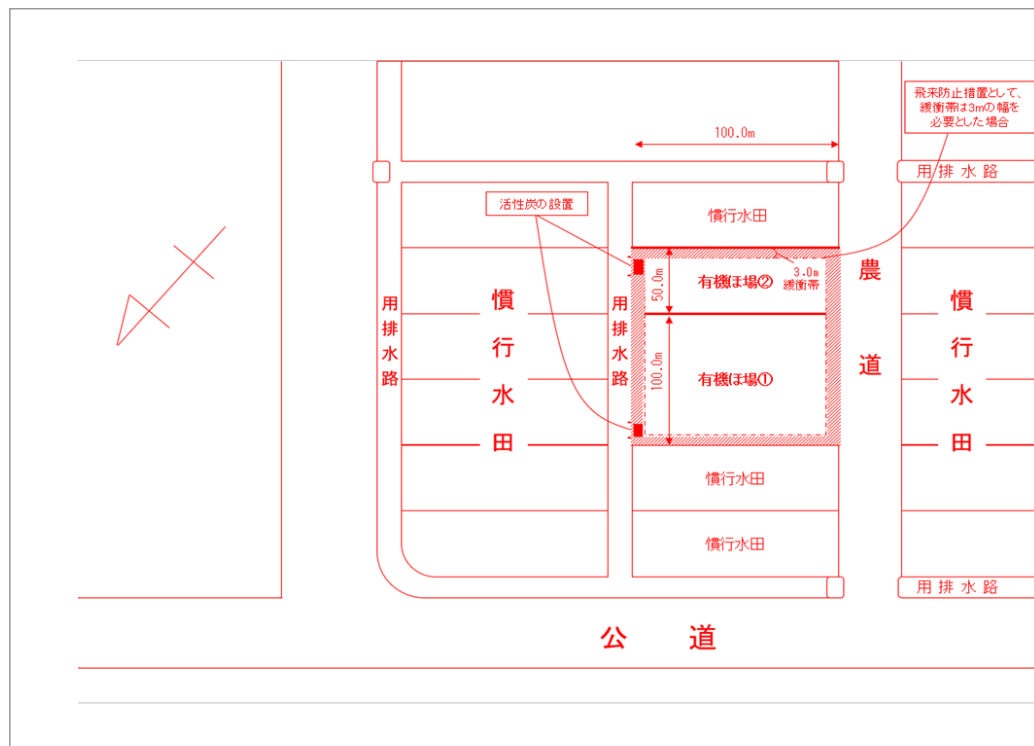 飛来防止措置として、
緩衝帯は3mの幅を
必要とした場合
100.0m
用排水路
活性炭の設置
慣行水田
3.0m
緩衝帯
有機ほ場②
50.0m
農道
慣行水田
用排水路
用排水路
慣行水田
有機ほ場①
100.0m
慣行水田
慣行水田
用排水路
公道